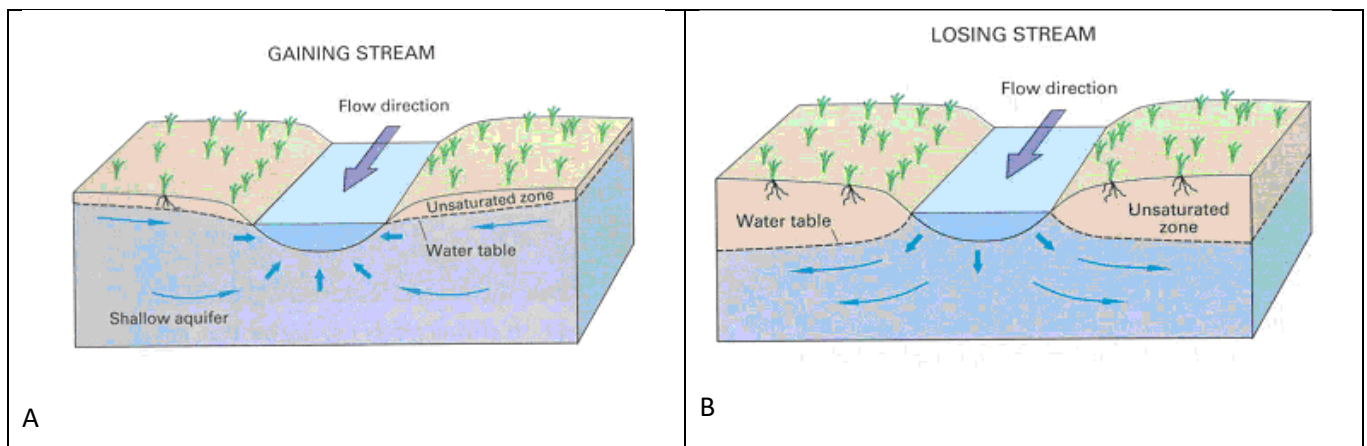 GAINING STREAM
Flow direction
Unsaturated zone
Water table
Shallow aquifer
A
LOSING STREAM
Flow direction
Water table
Unsaturated
zone
B